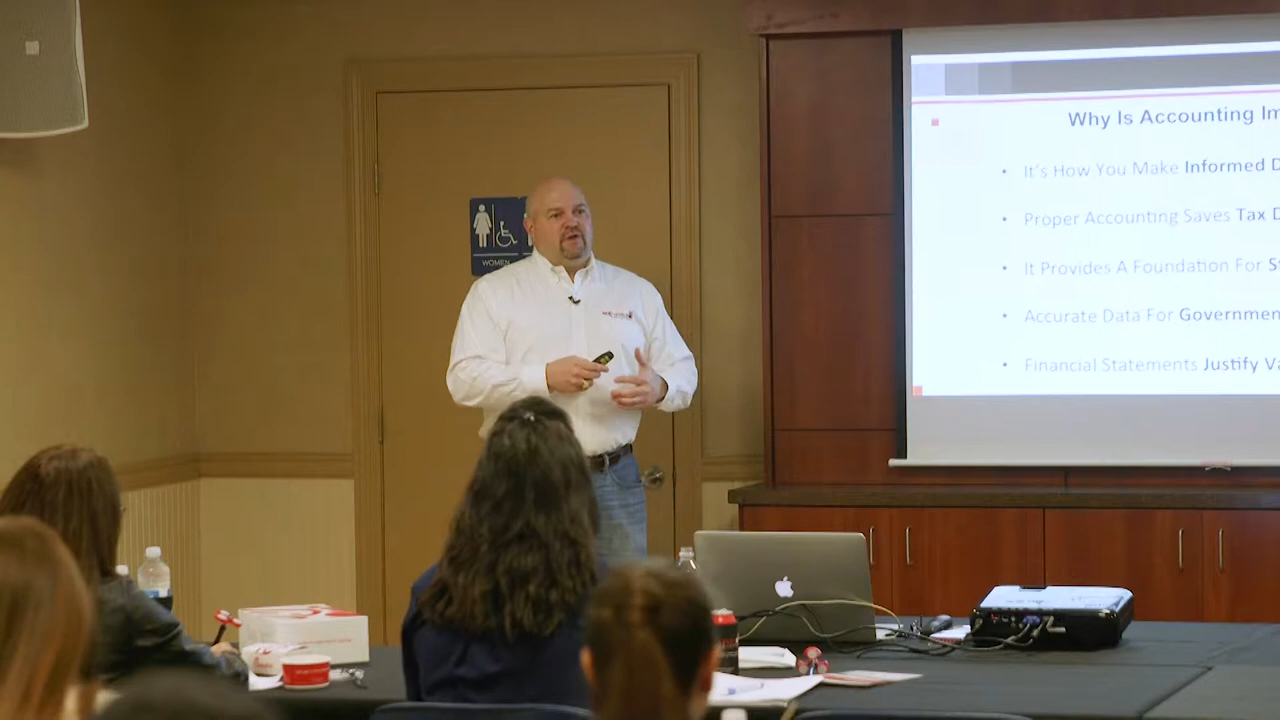 WOMEN
Why Is Accounting Im
• It's How You Make Informed D
• Proper Accounting Saves Tax D
• It Provides A Foundation For St
• Accurate Data For Governmen
• Financial Statements Justify Va